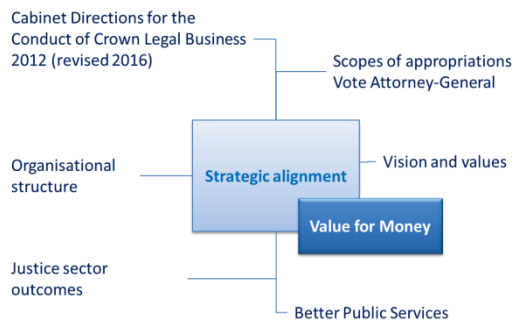 Cabinet Directions for the
Conduct of Crown Legal Business
2012 (revised 2016)
Scopes of appropriations
Vote Attorney-General
Organisational
structure
Strategic alignment
Vision and values
Value for Money
Justice sector
outcomes
Better Public Services